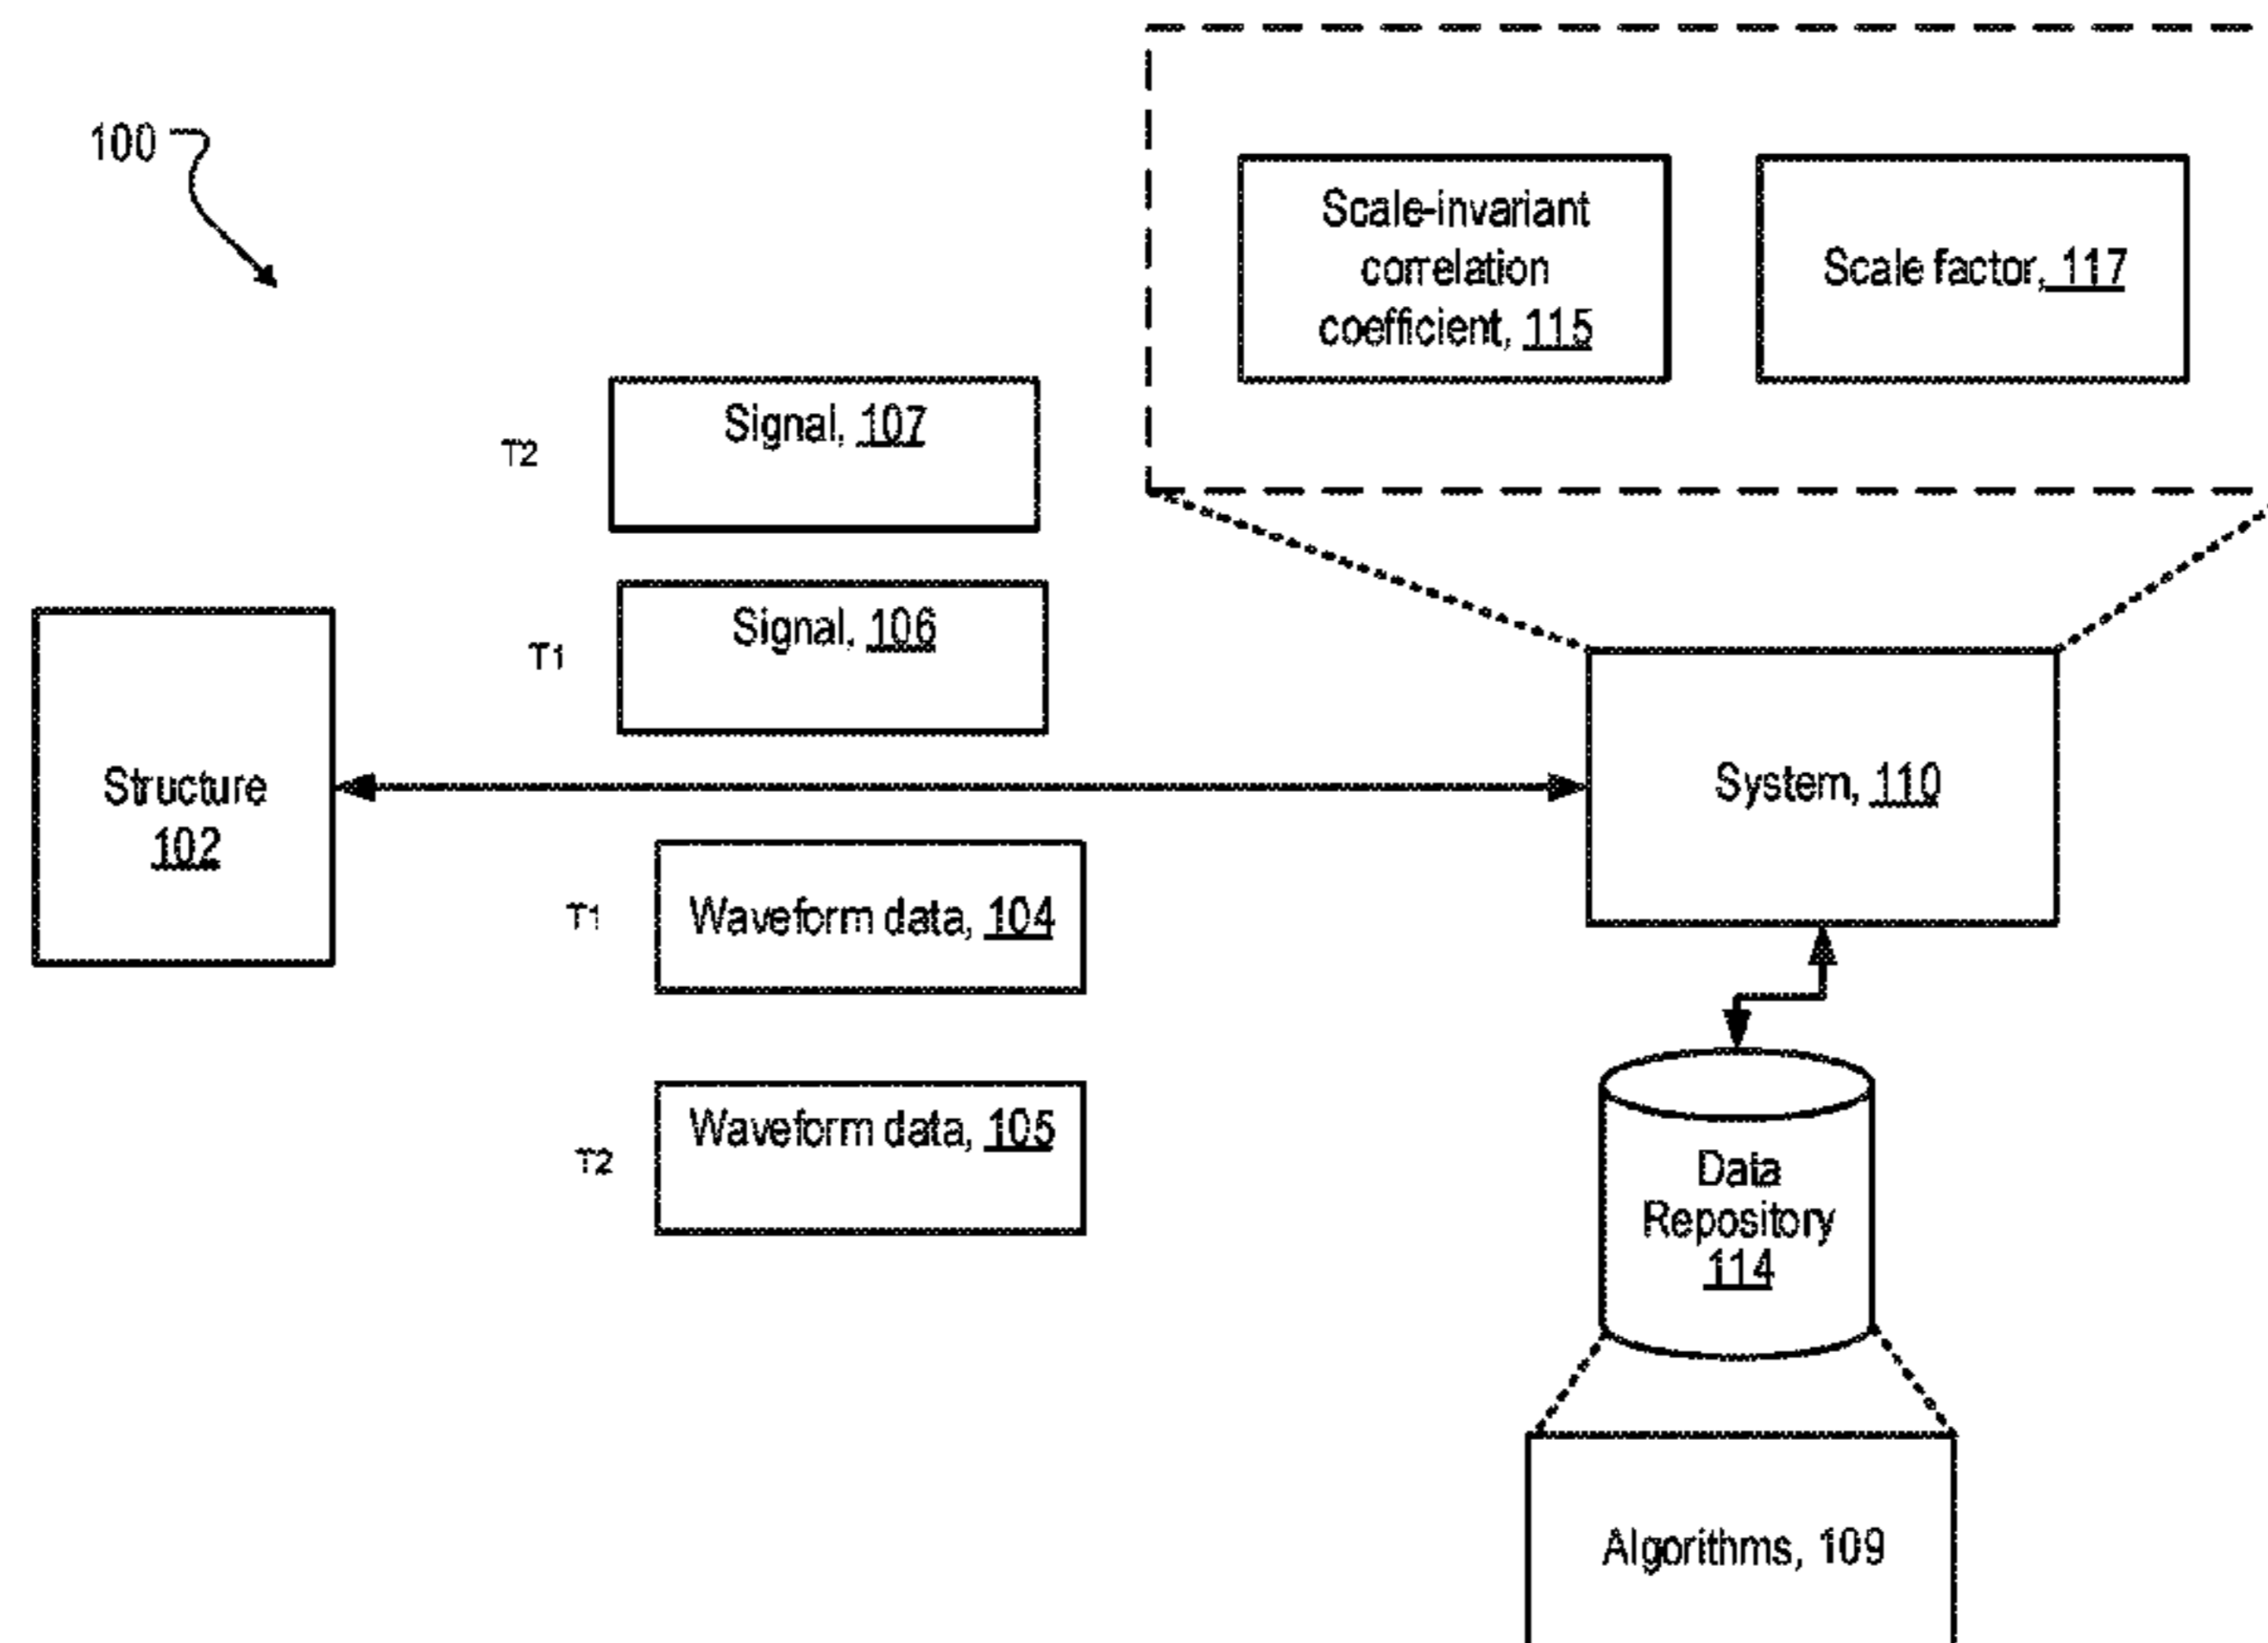 100
Scale-invariant
correlation
coefficient, 115
Scale factor, 117
T2
Signal, 107
T1
Signal, 106
Structure
102
System, 110
T1
Waveform data, 104
T2
Waveform data, 105
Data
Repository
114
Algorithms, 109